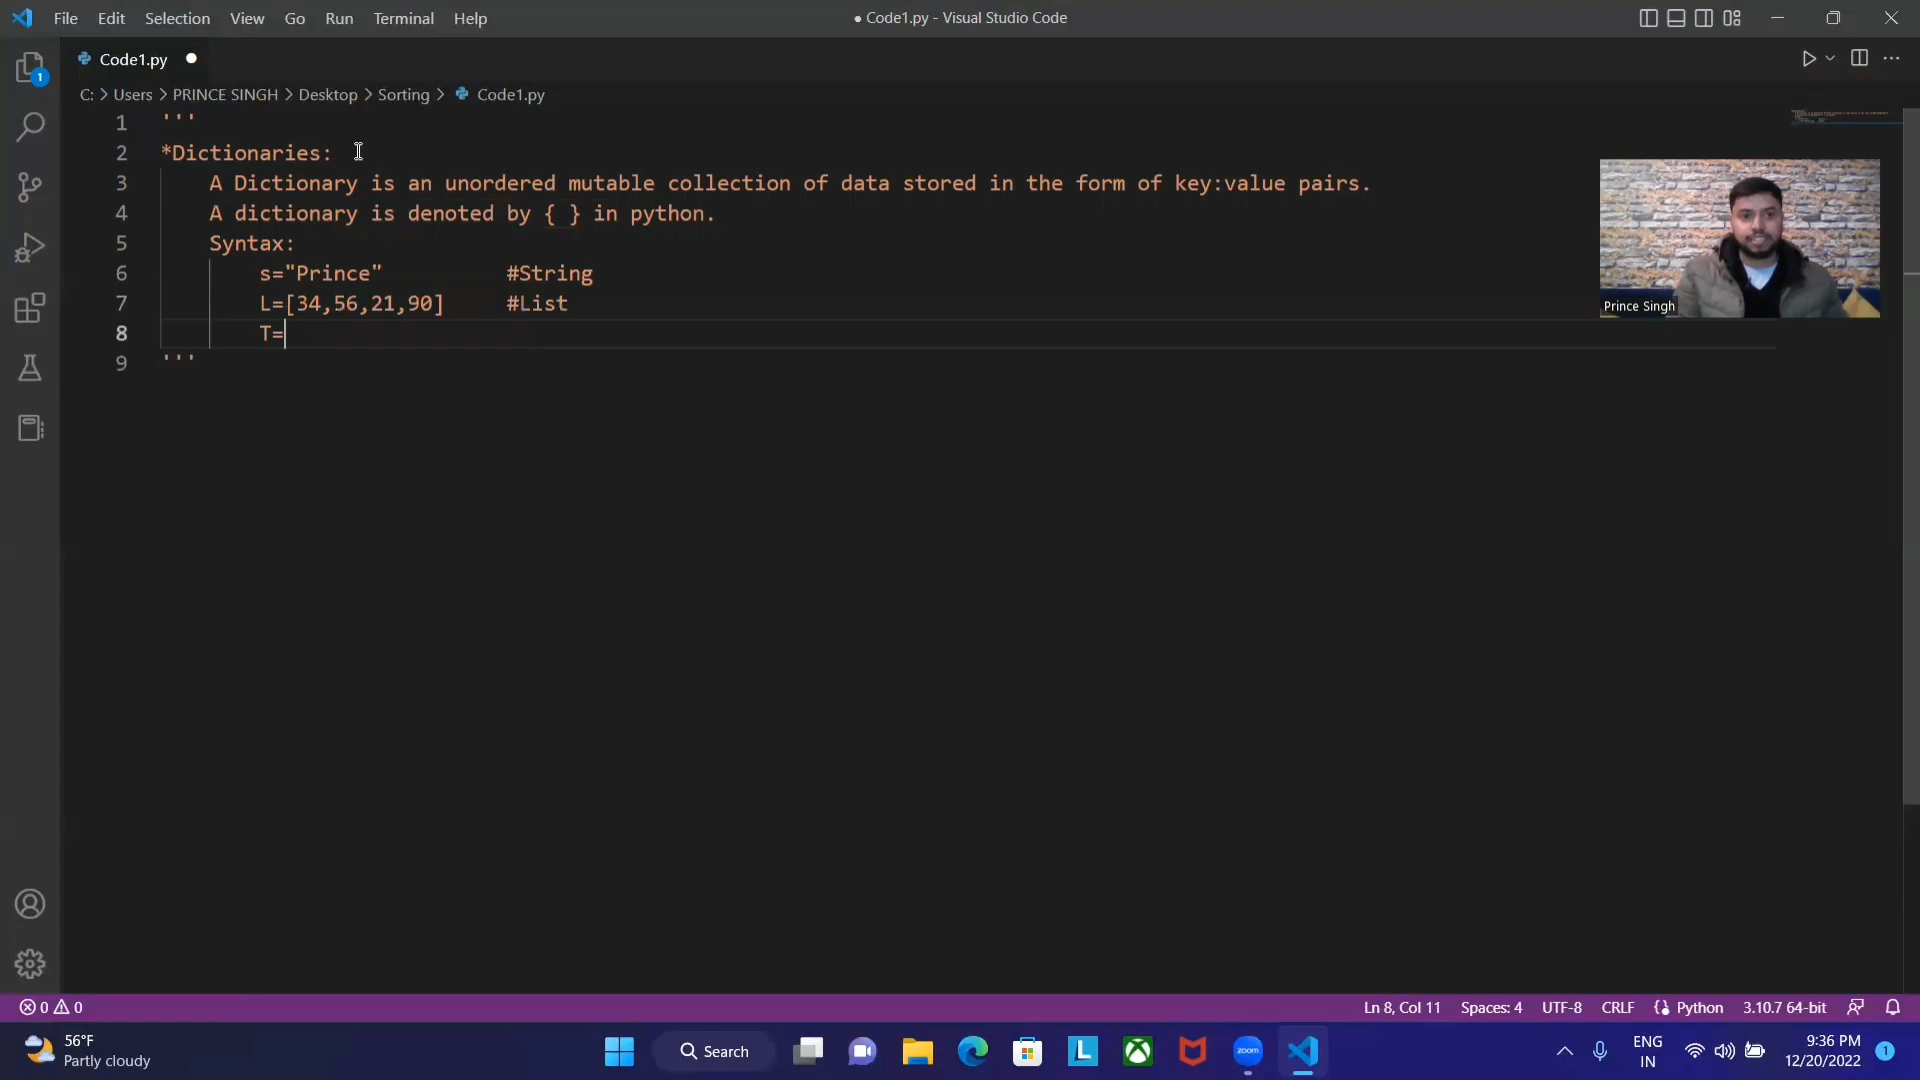 File Edit Selection View Go Run Terminal Help
● Code1.py - Visual Studio Code
Code1.py
C: > Users > PRINCE SINGH > Desktop > Sorting > Code1.py
1 '''
2 *Dictionaries:
3 A Dictionary is an unordered mutable collection of data stored in the form of key:value pairs.
4 A dictionary is denoted by { } in python.
5 Syntax:
6 s="Prince" #String
7 L=[34,56,21,90] #List
8 T=
9 '''
Prince Singh
0 0
Ln 8, Col 11 Spaces: 4 UTF-8 CRLF Python 3.10.7 64-bit
56°F
Partly cloudy
Search
zoom
ENG
IN
9:36 PM
12/20/2022
1
1